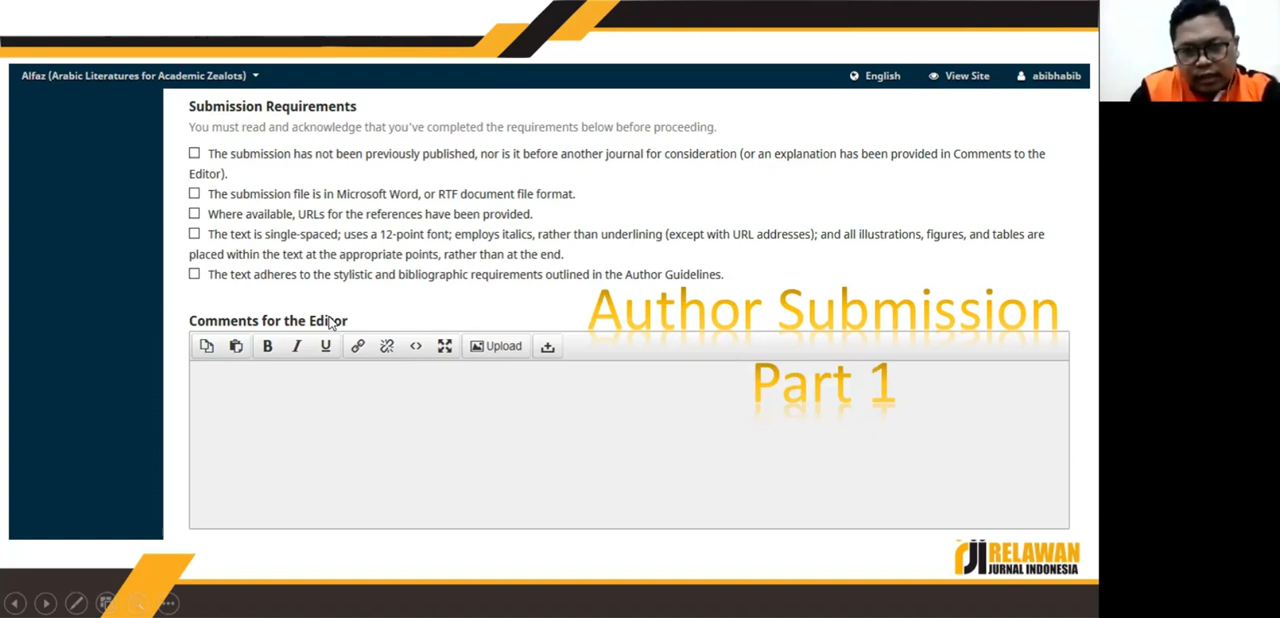 Alfaz (Arabic Literatures for Academic Zealots)
English
View Site
abibhabib
Submission Requirements
You must read and acknowledge that you've completed the requirements below before proceeding.
The submission has not been previously published, nor is it before another journal for consideration (or an explanation has been provided in Comments to the
Editor).
The submission file is in Microsoft Word, or RTF document file format.
Where available, URLs for the references have been provided.
The text is single-spaced; uses a 12-point font; employs italics, rather than underlining (except with URL addresses); and all illustrations, figures, and tables are
placed within the text at the appropriate points, rather than at the end.
The text adheres to the stylistic and bibliographic requirements outlined in the Author Guidelines.
Author Submission
Part 1
Comments for the Editor
B I U
Upload
RJI RELAWAN
JURNAL INDONESIA